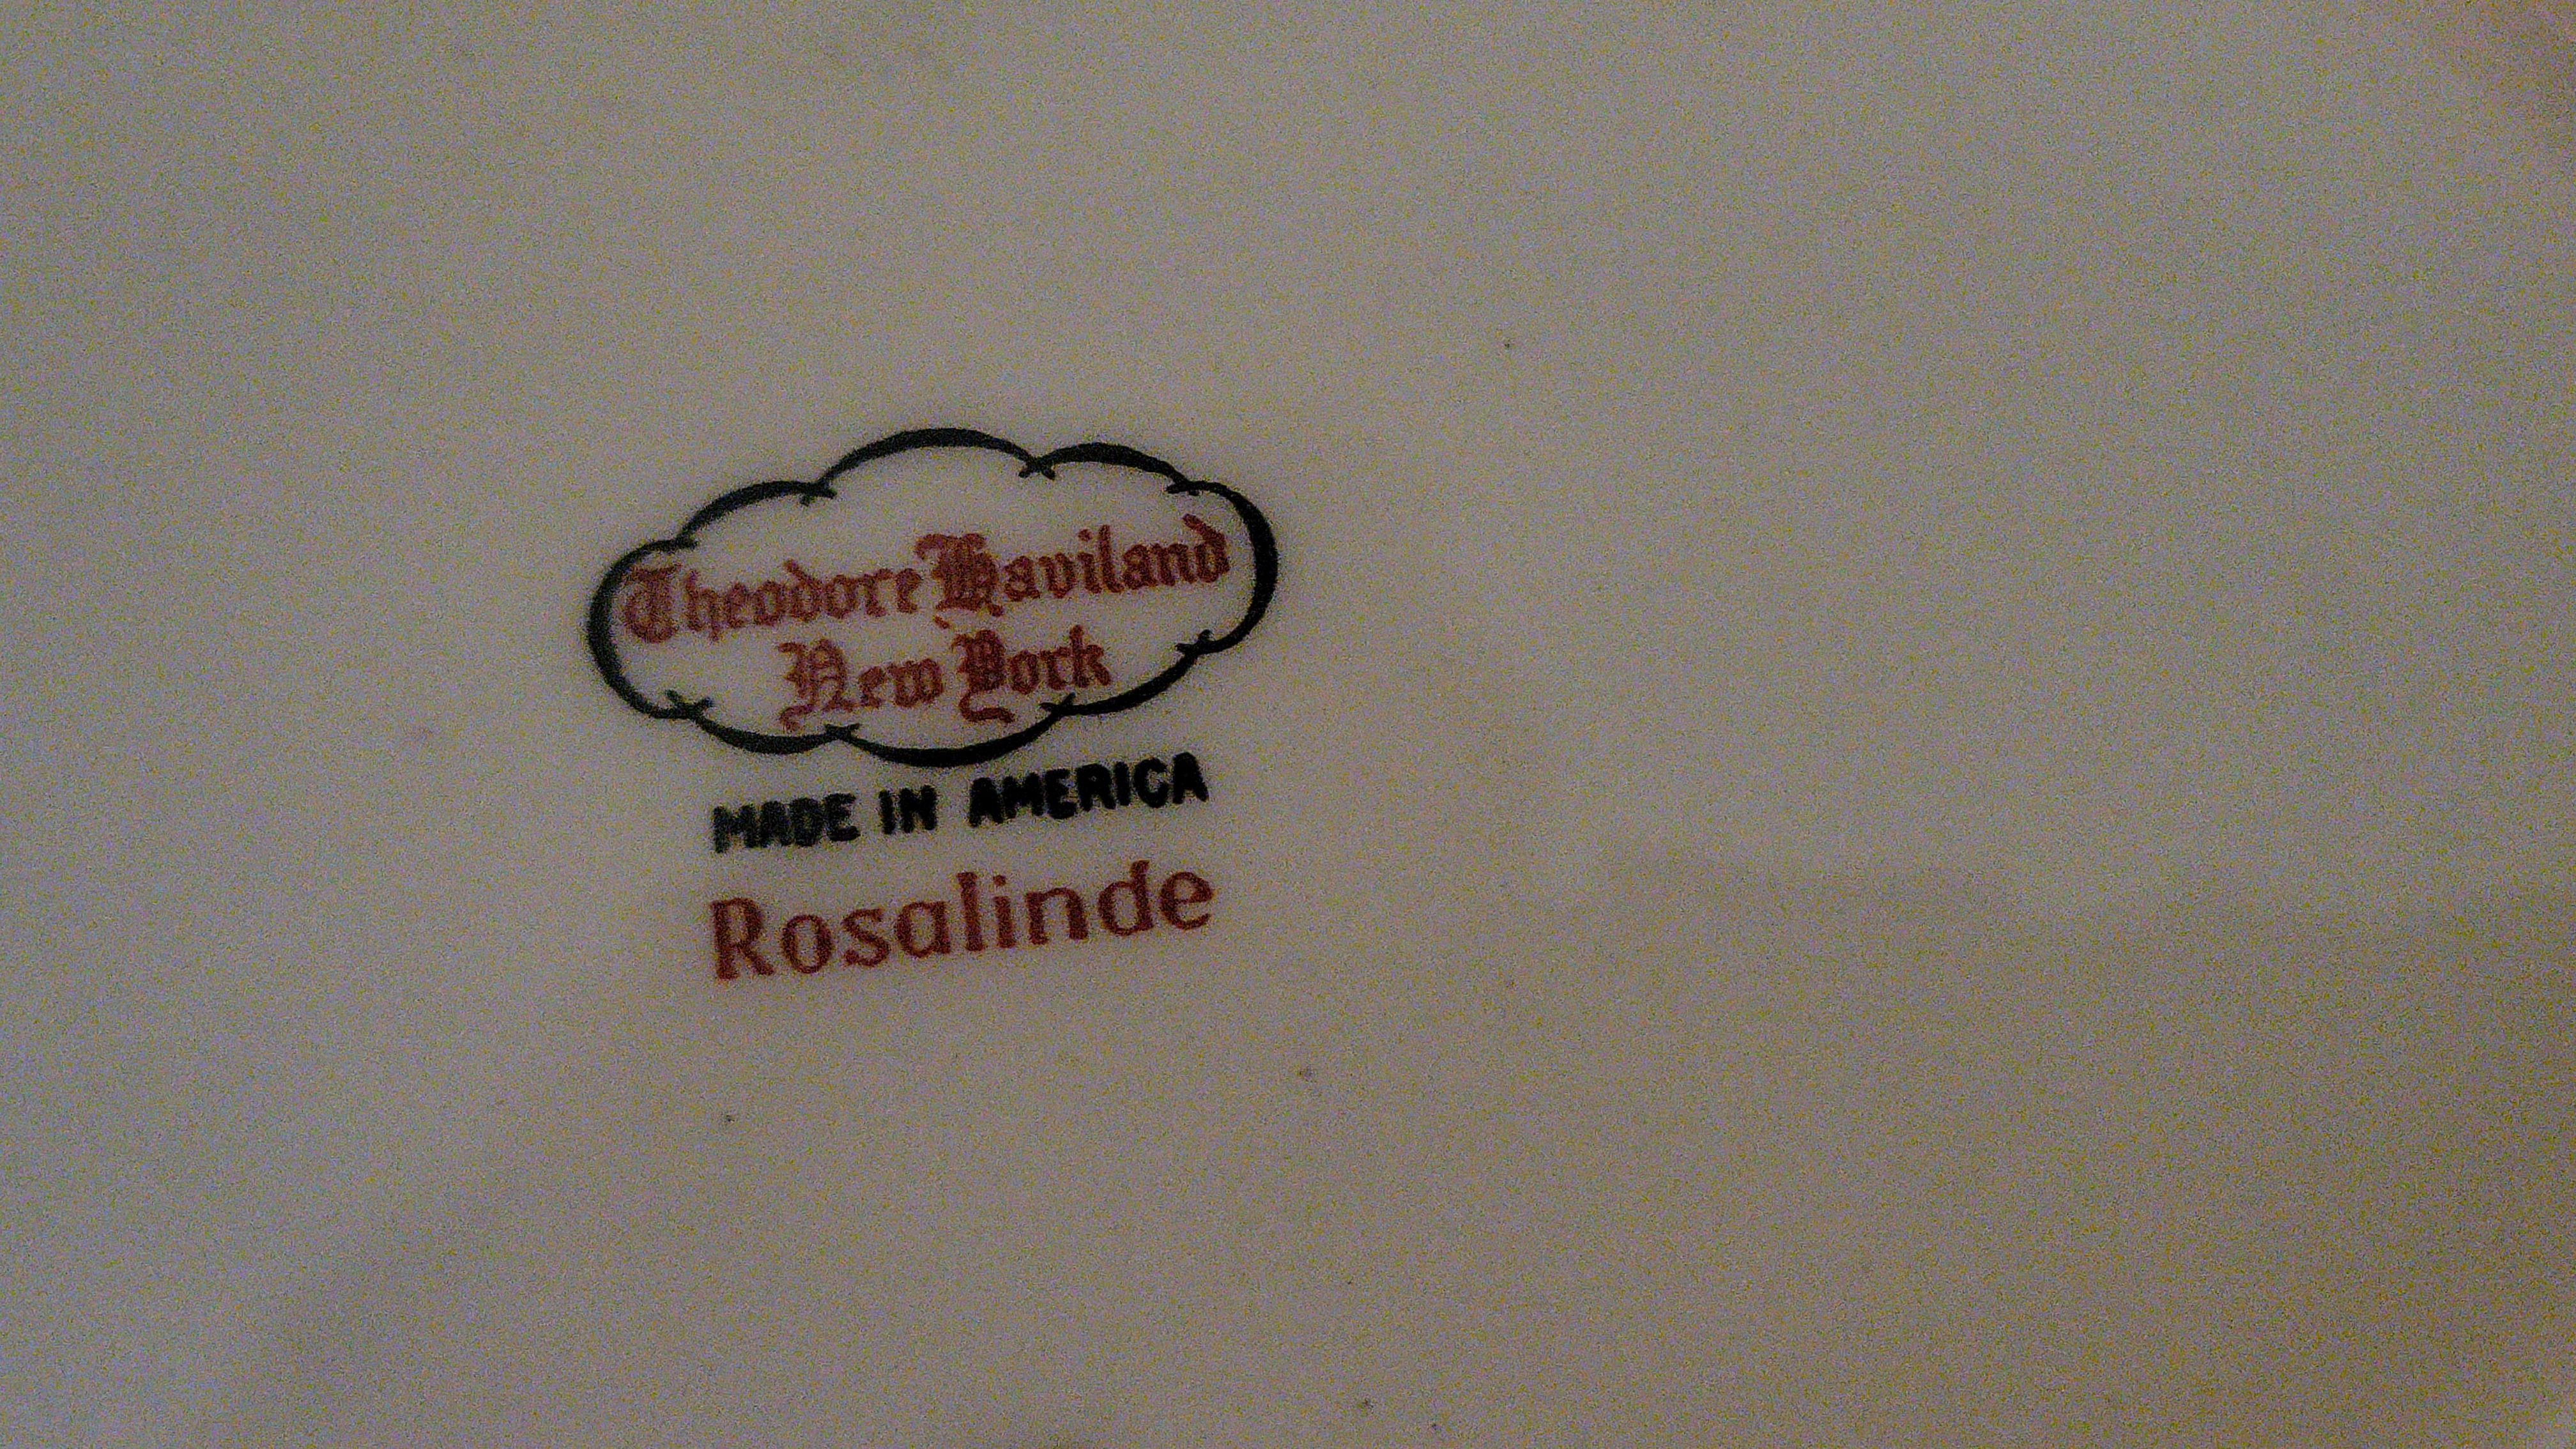 Theodore Haviland
New York
MADE IN AMERICA
Rosalinde